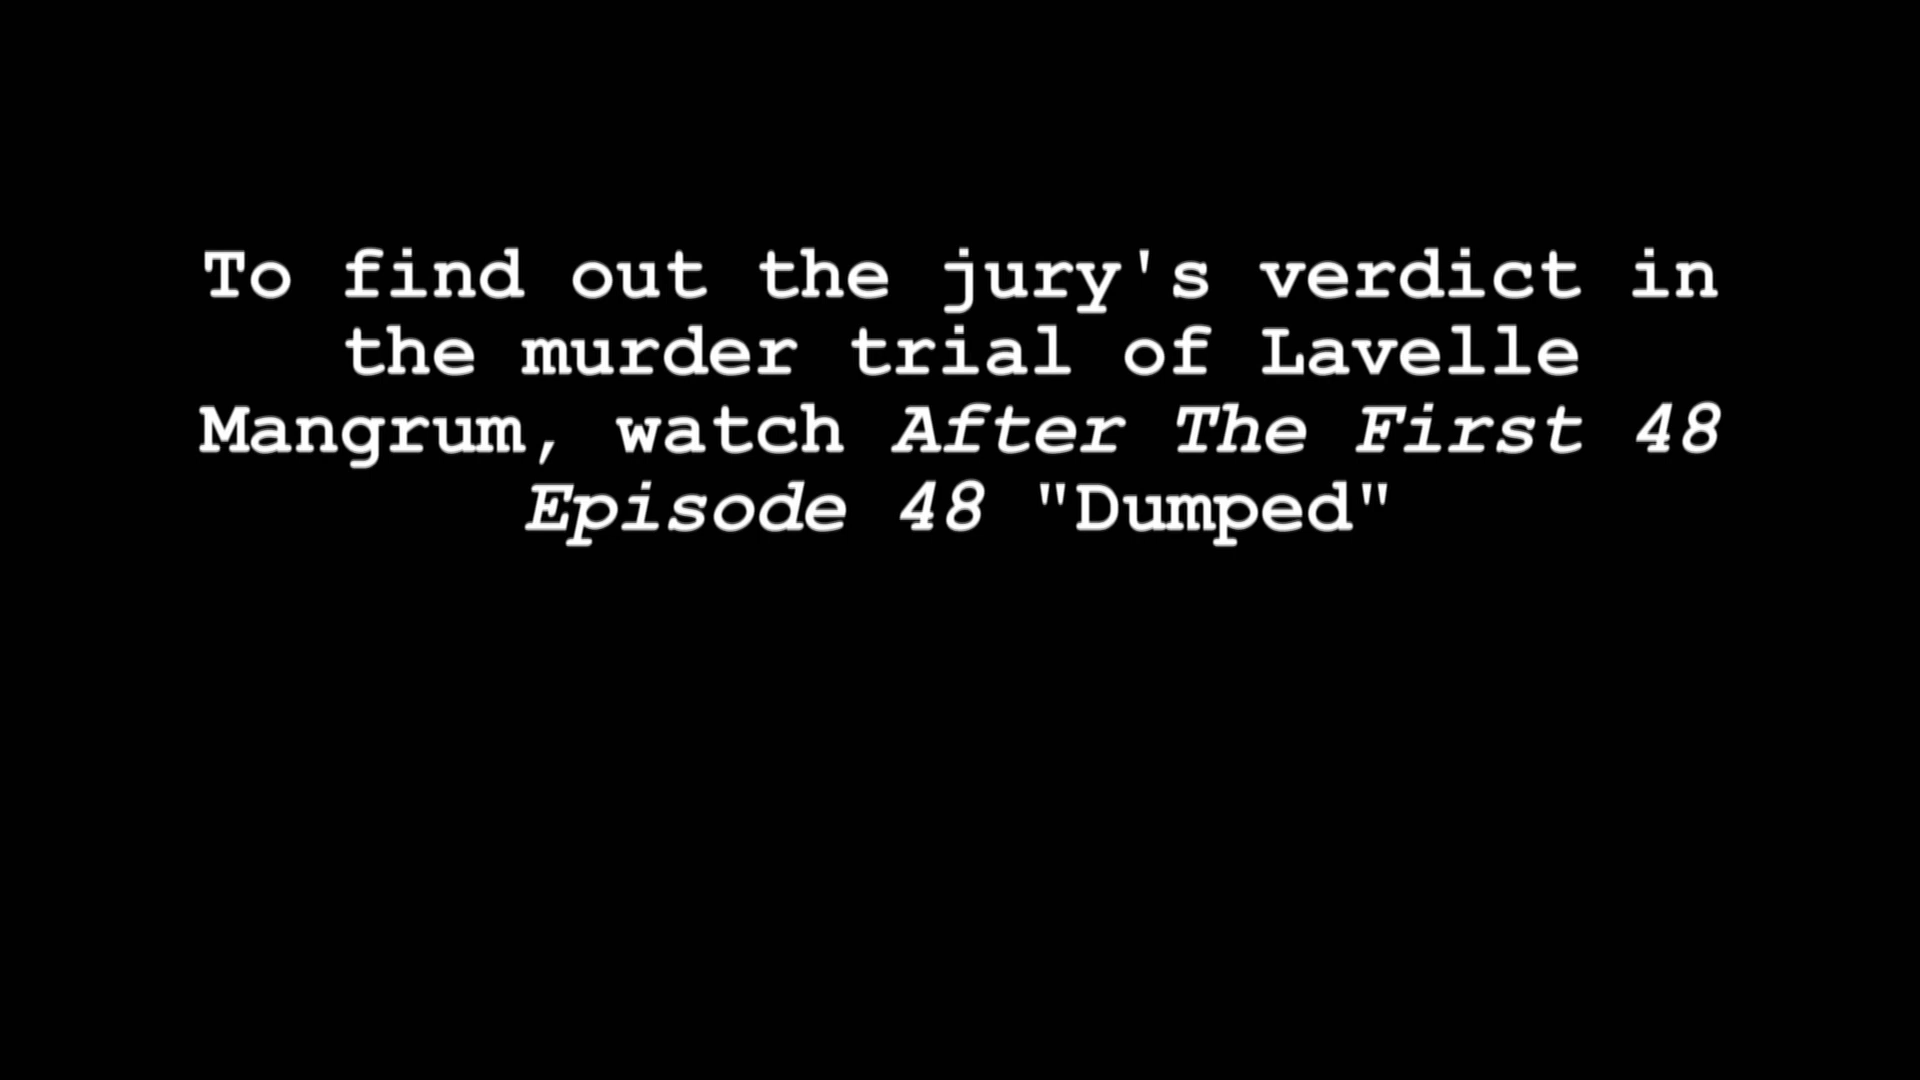 To find out the jury's verdict in
the murder trial of Lavelle
Mangrum, watch After The First 48
Episode 48 "Dumped"